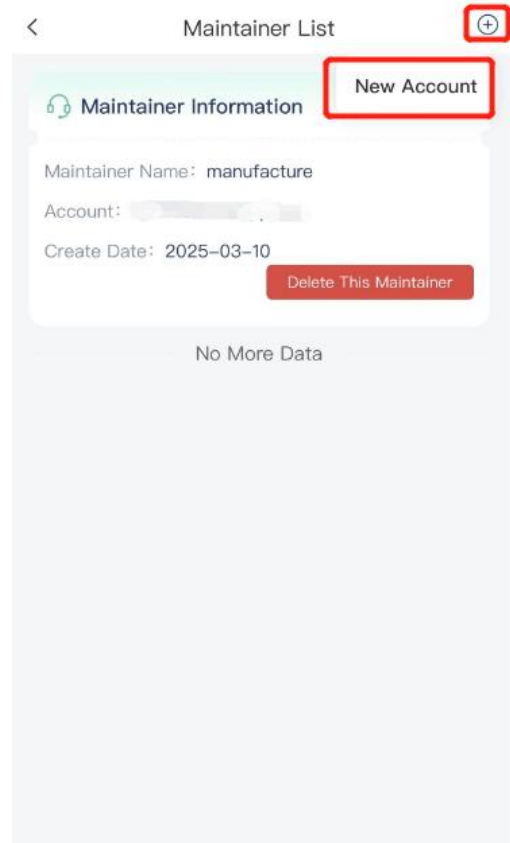 Maintainer List
New Account
Maintainer Information
Maintainer Name: manufacture
Account:
Create Date: 2025-03-10
Delete This Maintainer
No More Data